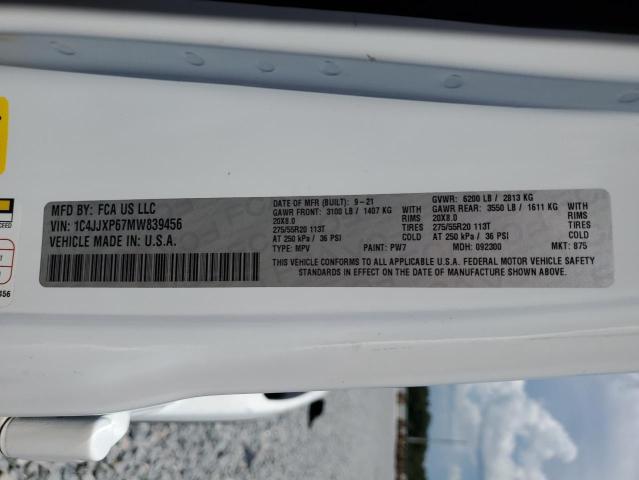 MFD BY: FCA US LLC
VIN: 1C4JJXP67MW839456
VEHICLE MADE IN: U.S.A.
DATE OF MFR (BUILT): 9-21
GAWR FRONT: 3100 LB / 1407 KG WITH
20X8.0 RIMS
275/55R20 113T TIRES
AT 250 kPa / 36 PSI COLD
TYPE: MPV PAINT: PW7
GVWR: 6200 LB / 2813 KG
GAWR REAR: 3550 LB / 1611 KG WITH
20X8.0 RIMS
275/55R20 113T TIRES
AT 250 kPa / 36 PSI COLD
MDH: 092300 MKT: 875
THIS VEHICLE CONFORMS TO ALL APPLICABLE U.S.A. FEDERAL MOTOR VEHICLE SAFETY
STANDARDS IN EFFECT ON THE DATE OF MANUFACTURE SHOWN ABOVE.
456